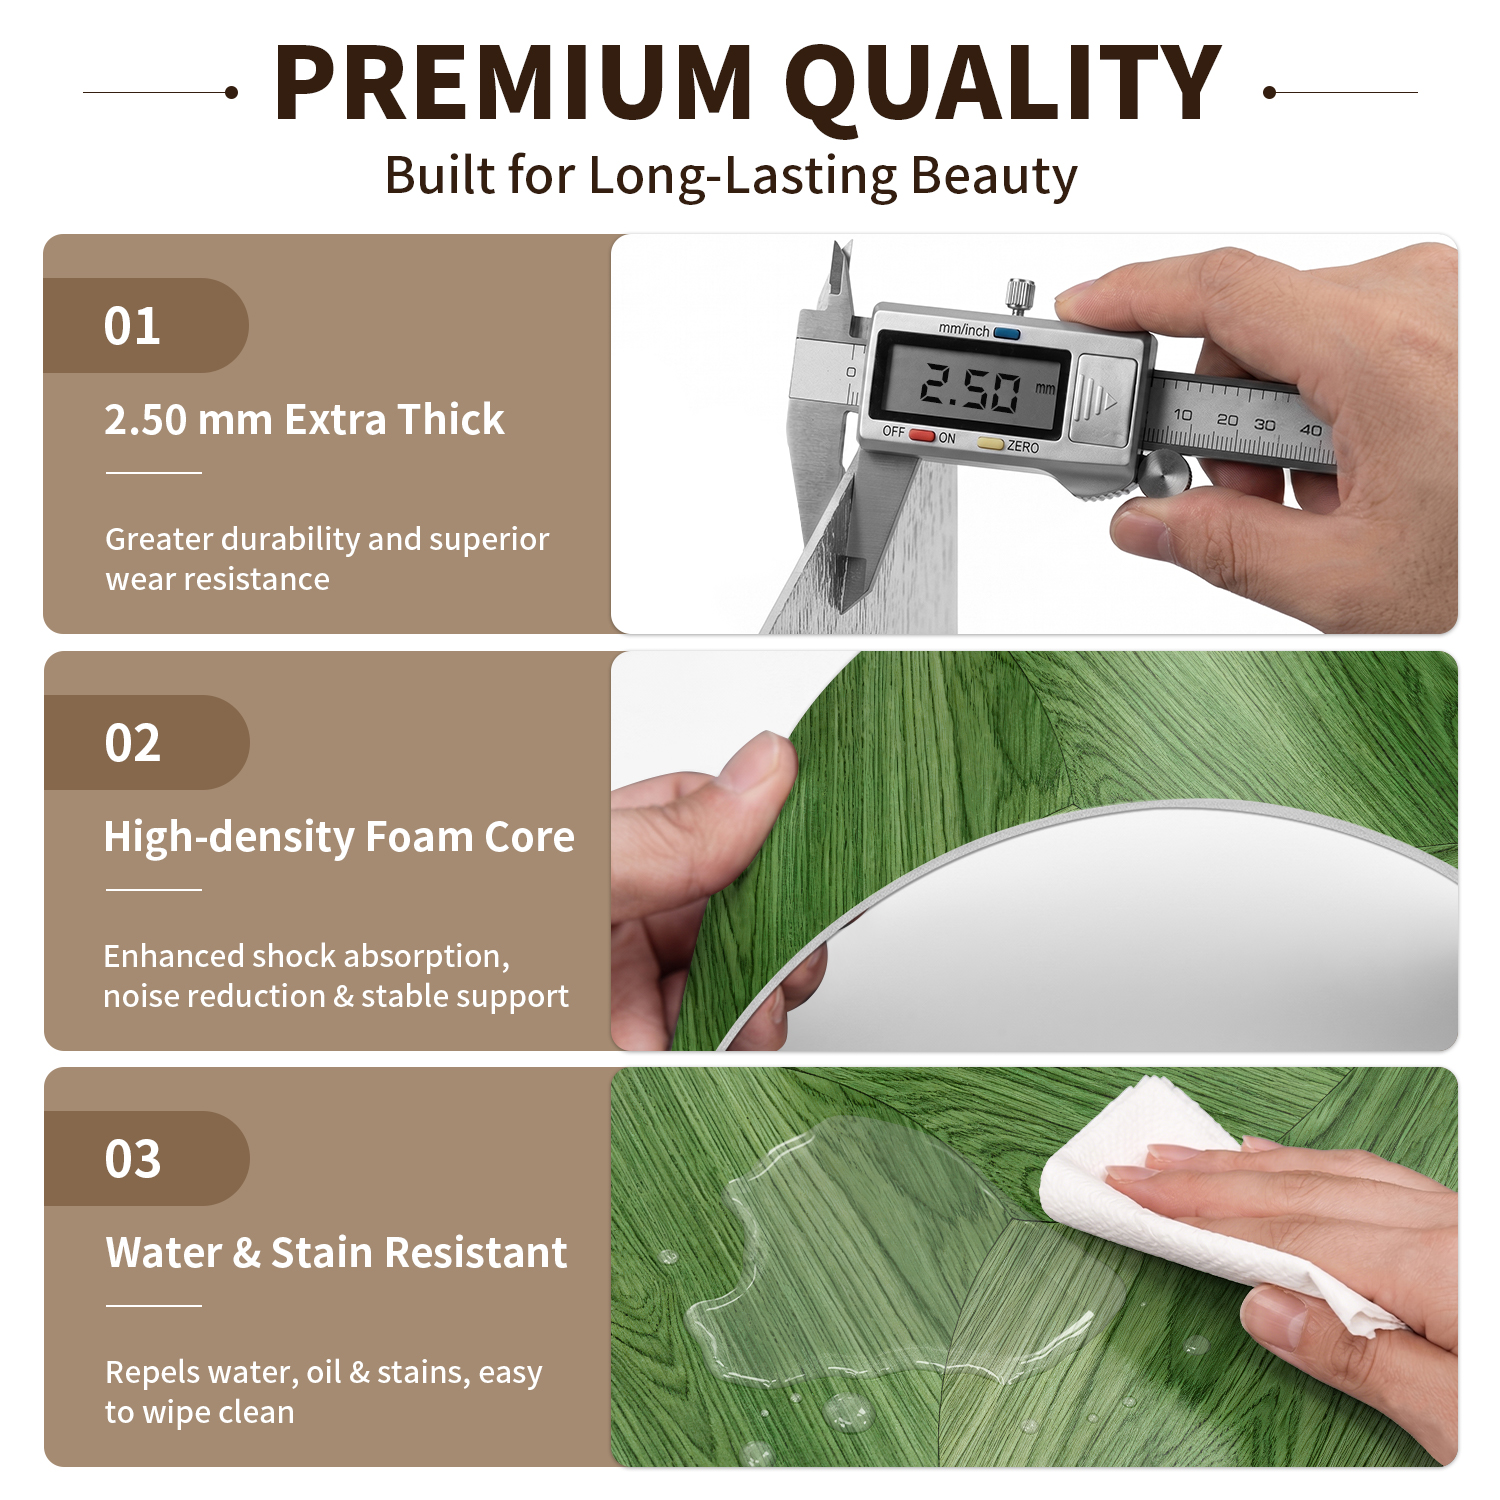 PREMIUM QUALITY
Built for Long-Lasting Beauty
01
2.50 mm Extra Thick
Greater durability and superior
wear resistance
mm/inch
0
2.50 mm
OFF ON ZERO
10 20 30 40
02
High-density Foam Core
Enhanced shock absorption,
noise reduction & stable support
03
Water & Stain Resistant
Repels water, oil & stains, easy
to wipe clean